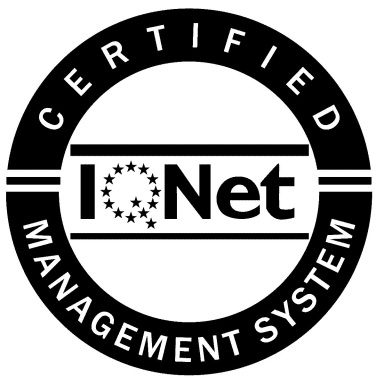 CERTIFIED
IQNet
MANAGEMENT SYSTEM